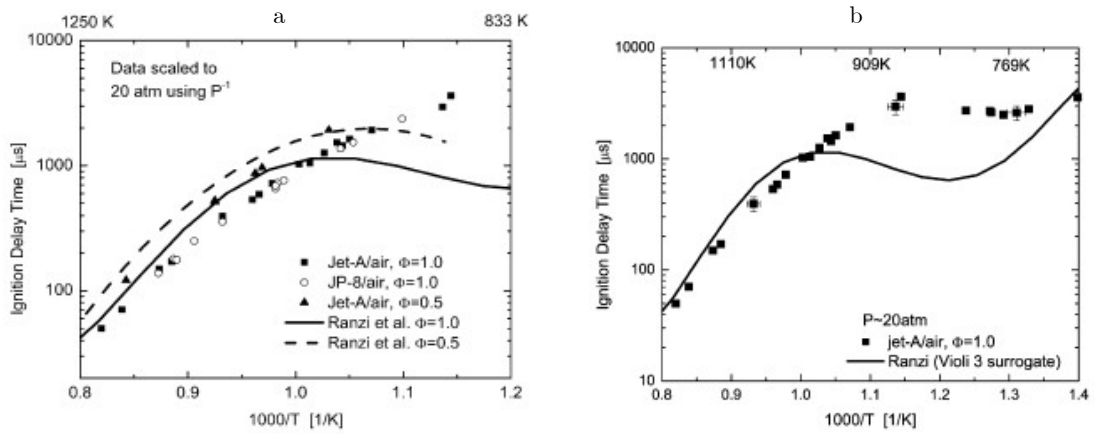 a
1250 K
833 K
10000
1000
100
Data scaled to
20 atm using P⁻¹
Jet-A/air, Φ=1.0
JP-8/air, Φ=1.0
Jet-A/air, Φ=0.5
Ranzi et al. Φ=1.0
Ranzi et al. Φ=0.5
Ignition Delay Time [µs]
0.8 0.9 1.0 1.1 1.2
1000/T [1/K]
b
10000
1000
100
10
1110K 909K 769K
P~20atm
jet-A/air, Φ=1.0
Ranzi (Violi 3 surrogate)
Ignition Delay Time [µs]
0.8 0.9 1.0 1.1 1.2 1.3 1.4
1000/T [1/K]